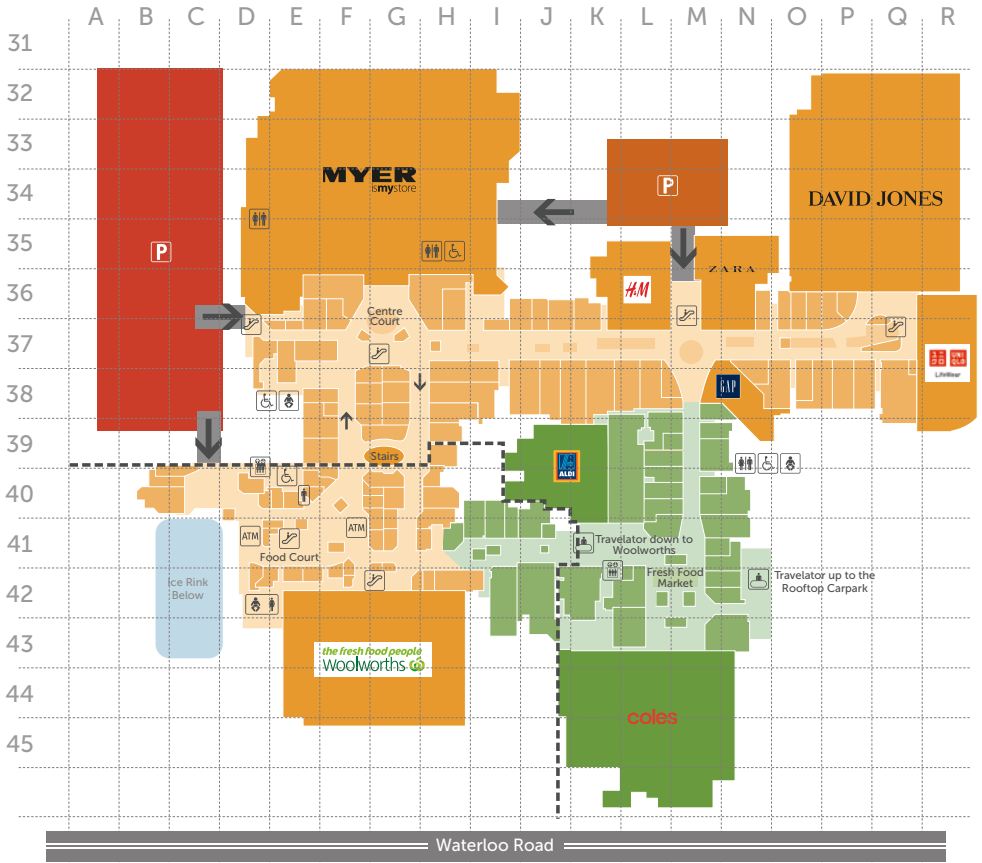 A B C D E F G H I J K L M N O P Q R
31
32
33
34
35
36
37
38
39
40
41
42
43
44
45
MYER
is my store
P
DAVID JONES
P
ZARA
H&M
Centre
Court
UNI
QLO
LifeWear
GAP
Stairs
ALDI
ATM
ATM
Food Court
Travelator down to
Woolworths
Fresh Food
Market
Travelator up to the
Rooftop Carpark
Ice Rink
Below
the fresh food people
Woolworths
coles
Waterloo Road